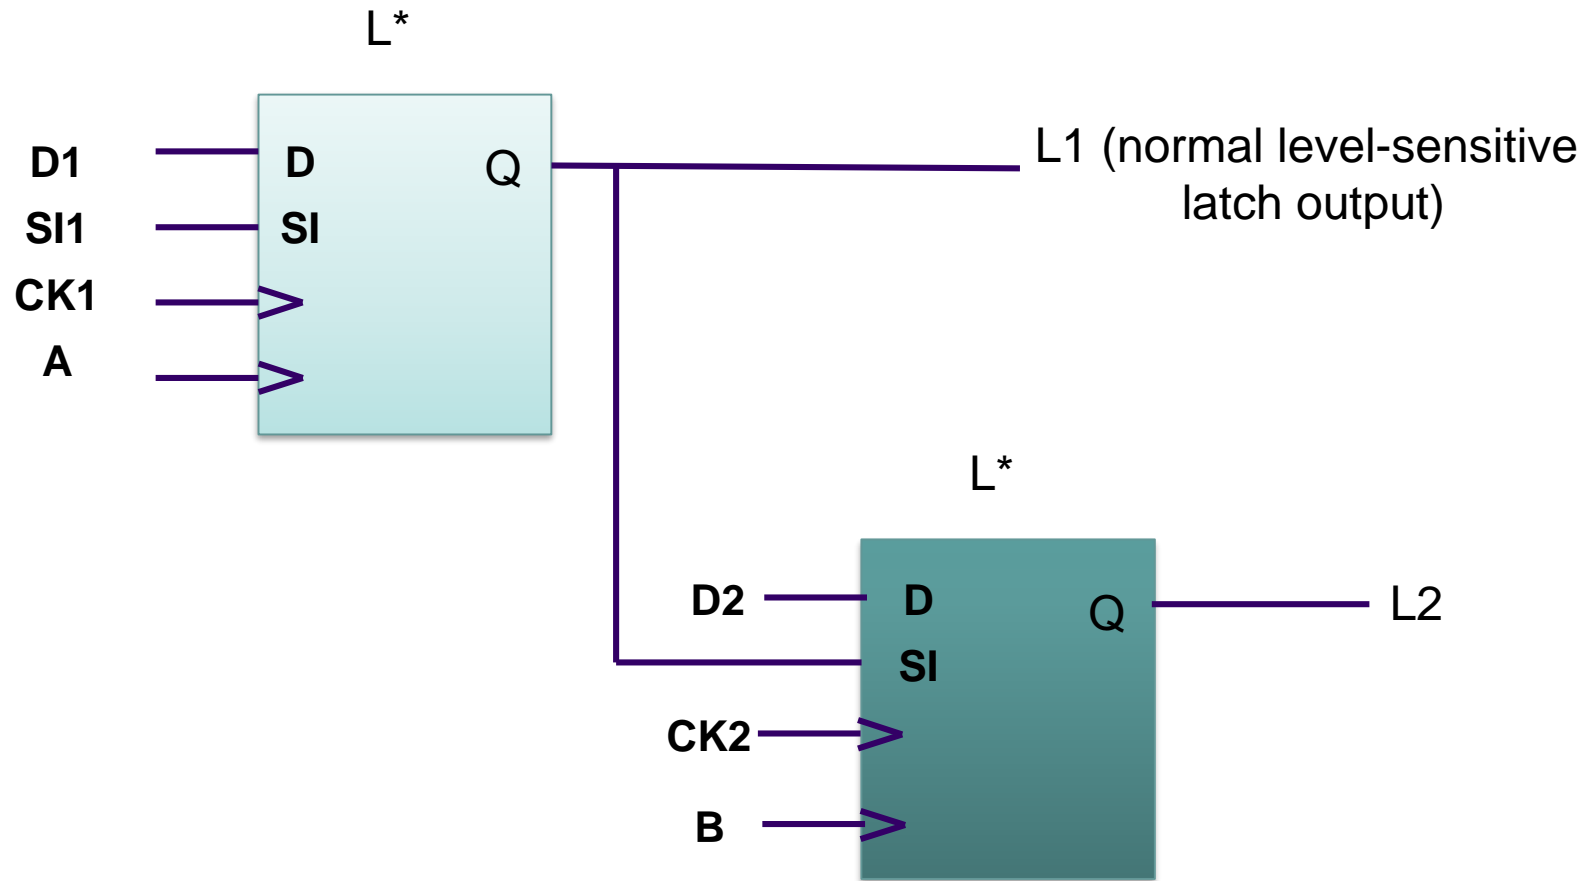 L*
D1
D
Q
L1 (normal level-sensitive
latch output)
SI1
SI
CK1
A
L*
D2
D
Q
L2
SI
CK2
B